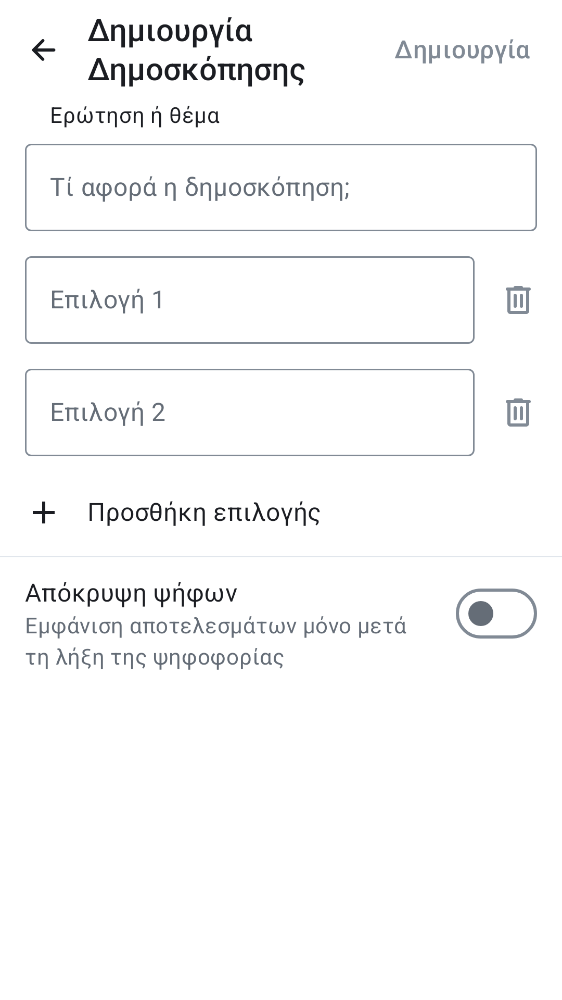 Δημιουργία
Δημοσκόπησης
Δημιουργία
Ερώτηση ή θέμα
Τί αφορά η δημοσκόπηση;
Επιλογή 1
Επιλογή 2
Προσθήκη επιλογής
Απόκρυψη ψήφων
Εμφάνιση αποτελεσμάτων μόνο μετά
τη λήξη της ψηφοφορίας